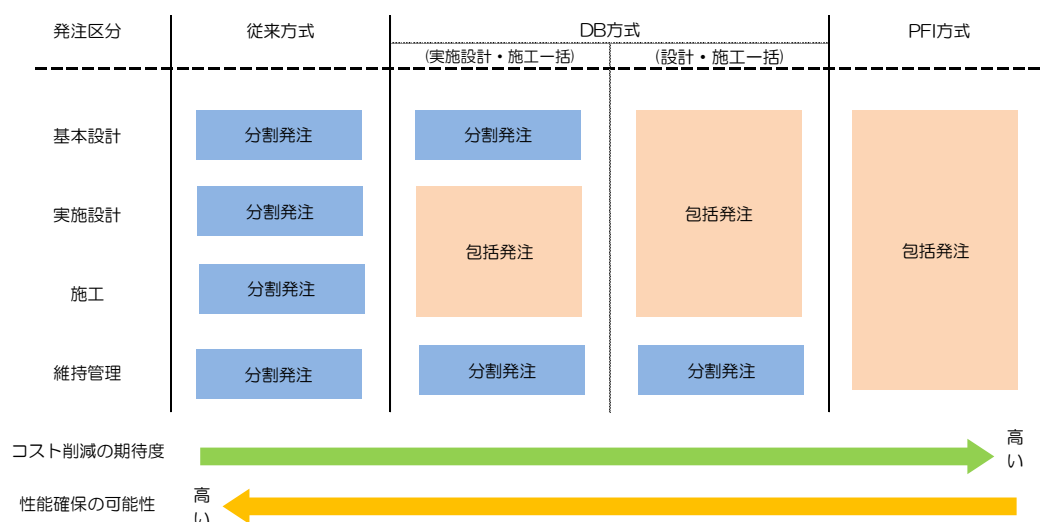 発注区分
従来方式
DB方式
PFI方式
(実施設計・施工一括)
(設計・施工一括)
基本設計
分割発注
分割発注
実施設計
分割発注
包括発注
包括発注
包括発注
施工
分割発注
維持管理
分割発注
分割発注
分割発注
コスト削減の期待度
高
い
性能確保の可能性
高
い